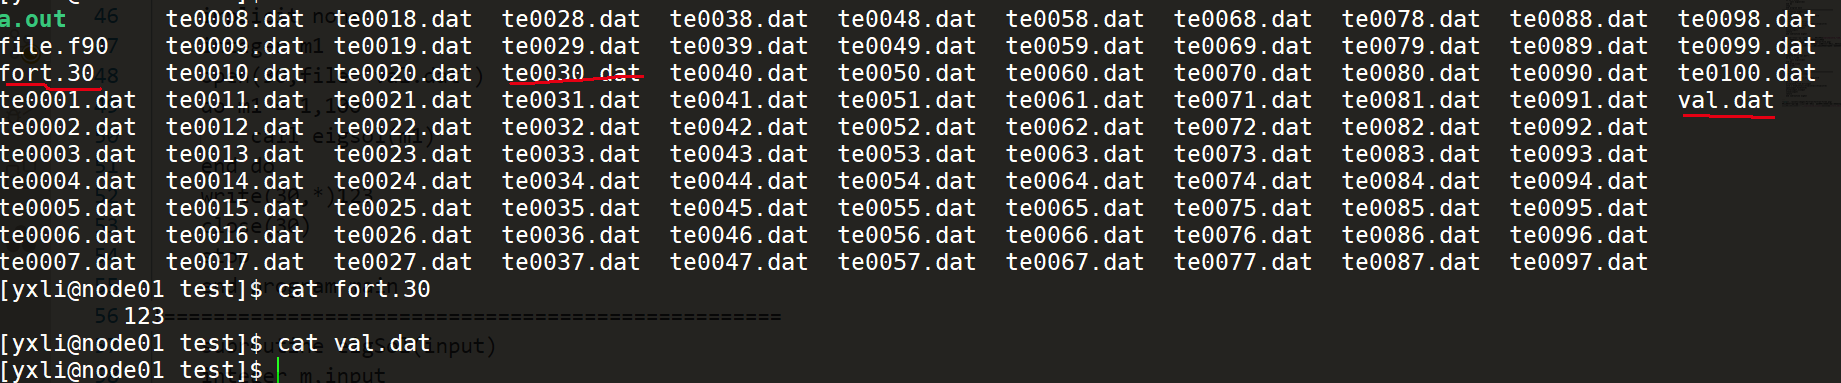 a.out te0008.dat te0018.dat te0028.dat te0038.dat te0048.dat te0058.dat te0068.dat te0078.dat te0088.dat te0098.dat
file.f90 te0009.dat te0019.dat te0029.dat te0039.dat te0049.dat te0059.dat te0069.dat te0079.dat te0089.dat te0099.dat
fort.30 te0010.dat te0020.dat te0030.dat te0040.dat te0050.dat te0060.dat te0070.dat te0080.dat te0090.dat te0100.dat
te0001.dat te0011.dat te0021.dat te0031.dat te0041.dat te0051.dat te0061.dat te0071.dat te0081.dat te0091.dat val.dat
te0002.dat te0012.dat te0022.dat te0032.dat te0042.dat te0052.dat te0062.dat te0072.dat te0082.dat te0092.dat
te0003.dat te0013.dat te0023.dat te0033.dat te0043.dat te0053.dat te0063.dat te0073.dat te0083.dat te0093.dat
te0004.dat te0014.dat te0024.dat te0034.dat te0044.dat te0054.dat te0064.dat te0074.dat te0084.dat te0094.dat
te0005.dat te0015.dat te0025.dat te0035.dat te0045.dat te0055.dat te0065.dat te0075.dat te0085.dat te0095.dat
te0006.dat te0016.dat te0026.dat te0036.dat te0046.dat te0056.dat te0066.dat te0076.dat te0086.dat te0096.dat
te0007.dat te0017.dat te0027.dat te0037.dat te0047.dat te0057.dat te0067.dat te0077.dat te0087.dat te0097.dat
[yxli@node01 test]$ cat fort.30
123
[yxli@node01 test]$ cat val.dat
[yxli@node01 test]$